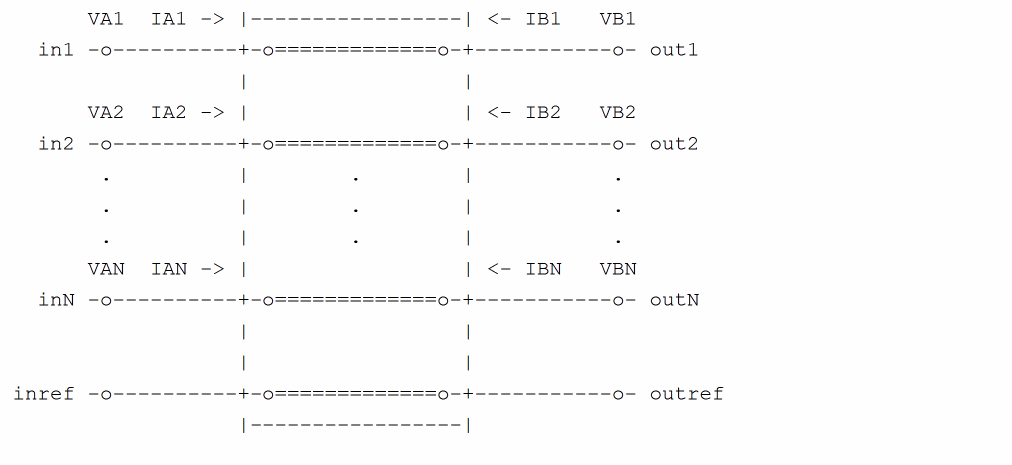 VA1  IA1 -> |-----------------| <- IB1   VB1
  in1 -o----------+-o=============o-+-----------o- out1
                  |                 |
      VA2  IA2 -> |                 | <- IB2   VB2
  in2 -o----------+-o=============o-+-----------o- out2
       .          |        .        |           .
       .          |        .        |           .
       .          |        .        |           .
      VAN  IAN -> |                 | <- IBN   VBN
  inN -o----------+-o=============o-+-----------o- outN
                  |                 |
                  |                 |
inref -o----------+-o=============o-+-----------o- outref
                  |-----------------|